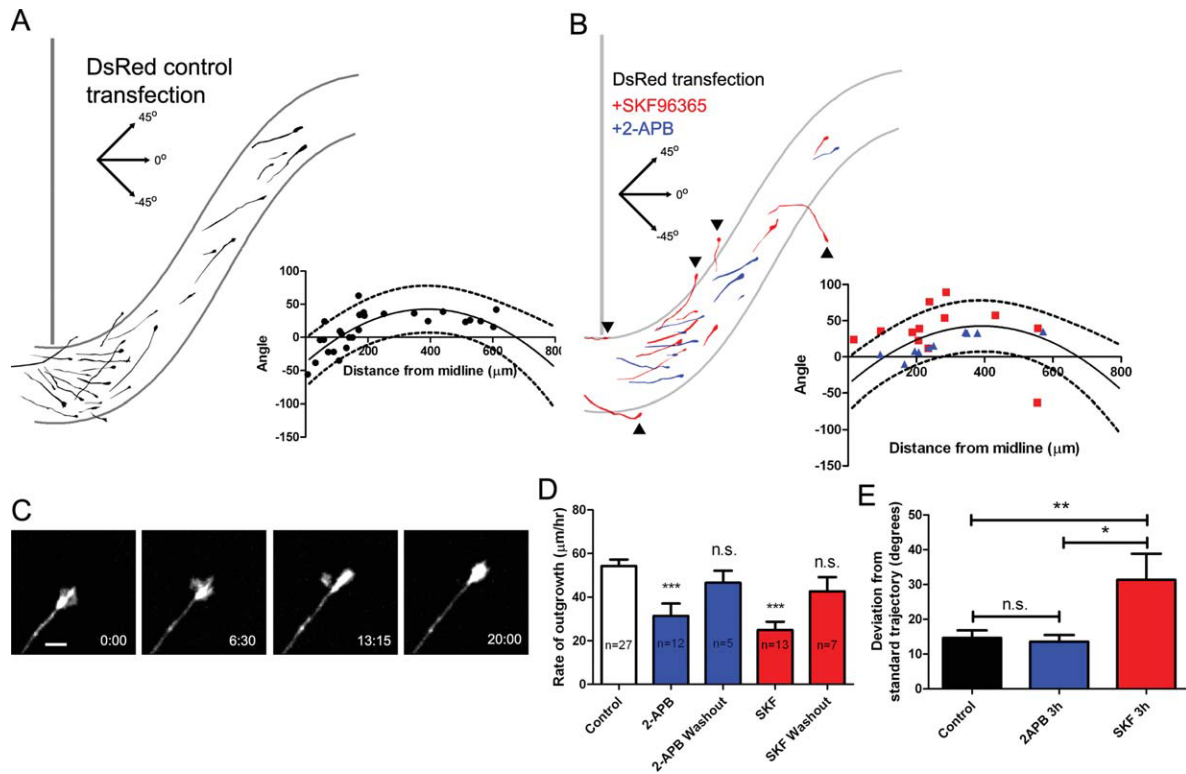 A
DsRed control
transfection
45°
0°
-45°
100
50
0
-50
-100
-150
200
400
600
800
Angle
Distance from midline (μm)
B
DsRed transfection
+SKF96365
+2-APB
45°
0°
-45°
100
50
0
-50
-100
-150
200
400
600
800
Angle
Distance from midline (μm)
C
0:00
6:30
13:15
20:00
D
Rate of outgrowth (μm/hr)
80
60
40
20
0
n=27
***
n=12
n.s.
n=5
***
n=13
n.s.
n=7
Control
2-APB
2-APB Washout
SKF
SKF Washout
E
Deviation from
standard trajectory (degrees)
50
40
30
20
10
0
**
*
n.s.
Control
2APB 3h
SKF 3h